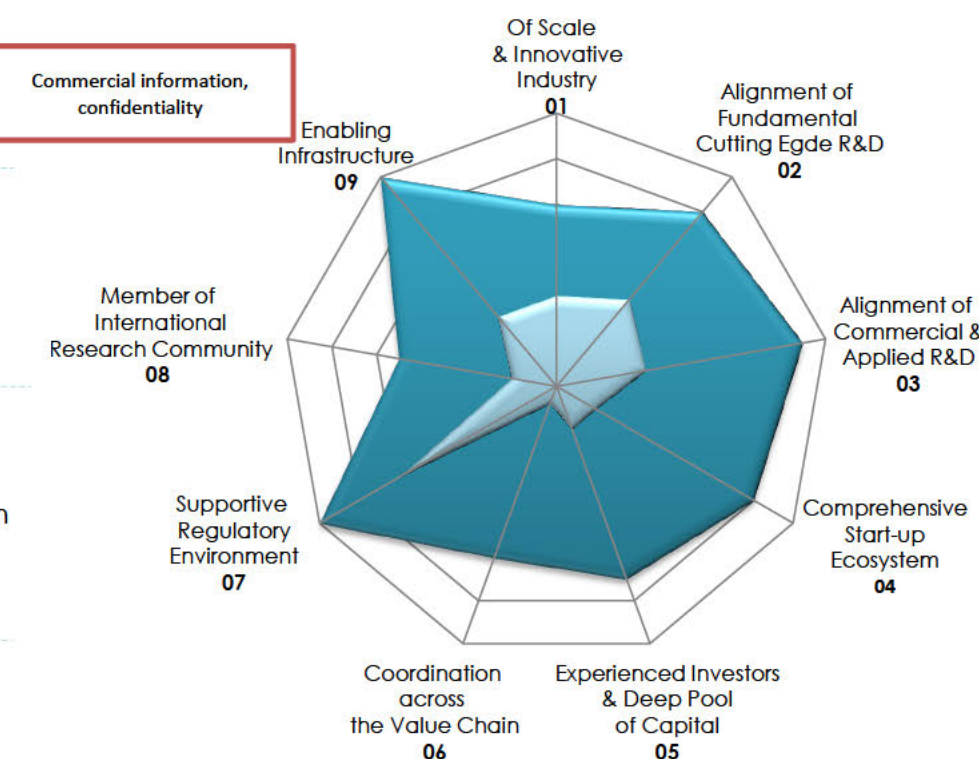 Commercial information,
confidentiality
Of Scale
& Innovative
Industry
01
Alignment of
Fundamental
Cutting Egde R&D
02
Alignment of
Commercial &
Applied R&D
03
Comprehensive
Start-up
Ecosystem
04
Experienced Investors
& Deep Pool
of Capital
05
Coordination
across
the Value Chain
06
Supportive
Regulatory
Environment
07
Member of
International
Research Community
08
Enabling
Infrastructure
09